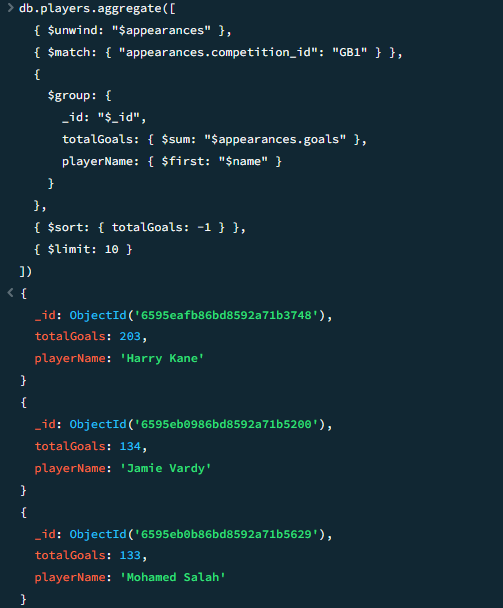 db.players.aggregate([
{ $unwind: "$appearances" },
{ $match: { "appearances.competition_id": "GB1" } },
{
$group: {
_id: "$_id",
totalGoals: { $sum: "$appearances.goals" },
playerName: { $first: "$name" }
}
},
{ $sort: { totalGoals: -1 } },
{ $limit: 10 }
])
{
_id: ObjectId('6595eafb86bd8592a71b3748'),
totalGoals: 203,
playerName: 'Harry Kane'
}
{
_id: ObjectId('6595eb0986bd8592a71b5200'),
totalGoals: 134,
playerName: 'Jamie Vardy'
}
{
_id: ObjectId('6595eb0b86bd8592a71b5629'),
totalGoals: 133,
playerName: 'Mohamed Salah'
}